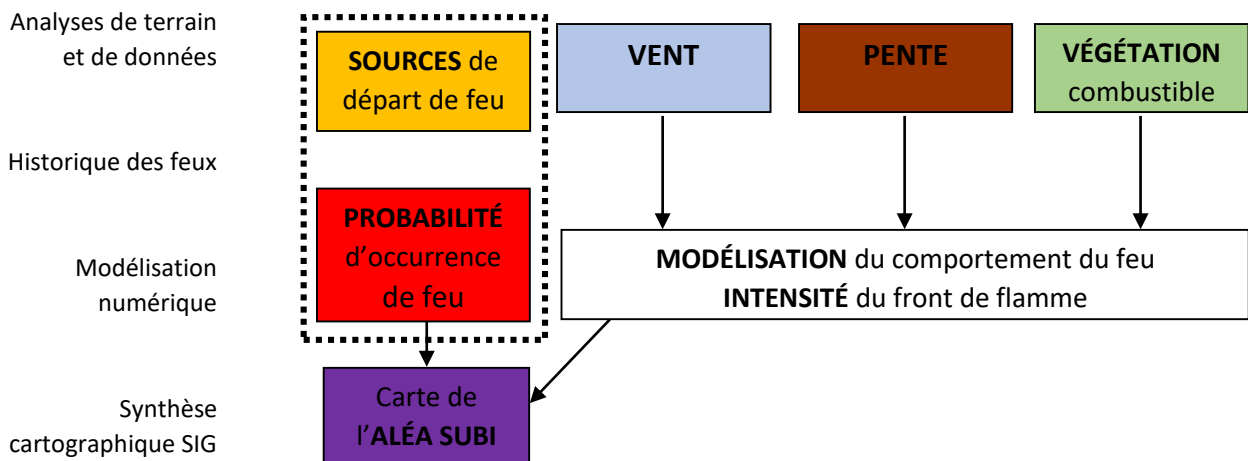 Analyses de terrain
et de données
SOURCES de
départ de feu
VENT
PENTE
VÉGÉTATION
combustible
Historique des feux
PROBABILITÉ
d'occurrence
de feu
Modélisation
numérique
MODÉLISATION du comportement du feu
INTENSITÉ du front de flamme
Synthèse
cartographique SIG
Carte de
l'ALÉA SUBI